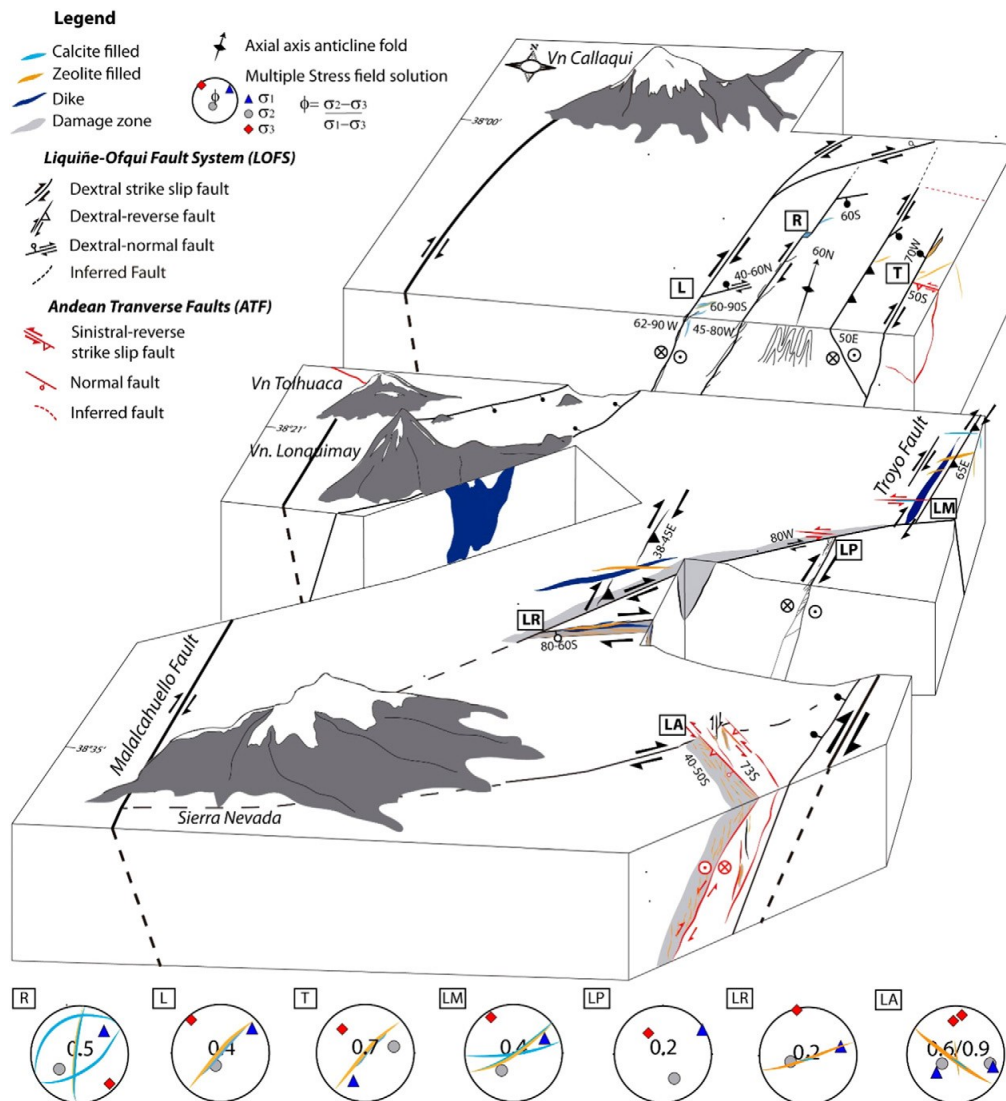 Legend
Calcite filled
Zeolite filled
Dike
Damage zone
Axial axis anticline fold
Multiple Stress field solution
ϕ
σ1
σ2
σ3
ϕ= σ2−σ3
σ1−σ3
Liquiñe-Ofqui Fault System (LOFS)
Dextral strike slip fault
Dextral-reverse fault
Dextral-normal fault
Inferred Fault
Andean Tranverse Faults (ATF)
Sinistral-reverse
strike slip fault
Normal fault
Inferred fault
N
Vn Callaqui
38°00'
R
60S
L
40-60N
60N
70W
T
50S
60-90S
62-90 W
45-80W
50E
Vn Tolhuaca
38°21'
Vn. Lonquimay
Troyo Fault
65E
LM
38-45E
80W
LP
LR
80-60S
Malalcahuello Fault
38°35'
Sierra Nevada
LA
40-50S
73S
R
L
T
LM
LP
LR
LA
0.5
0.4
0.7
0.4
0.2
0.2
0.6/0.9